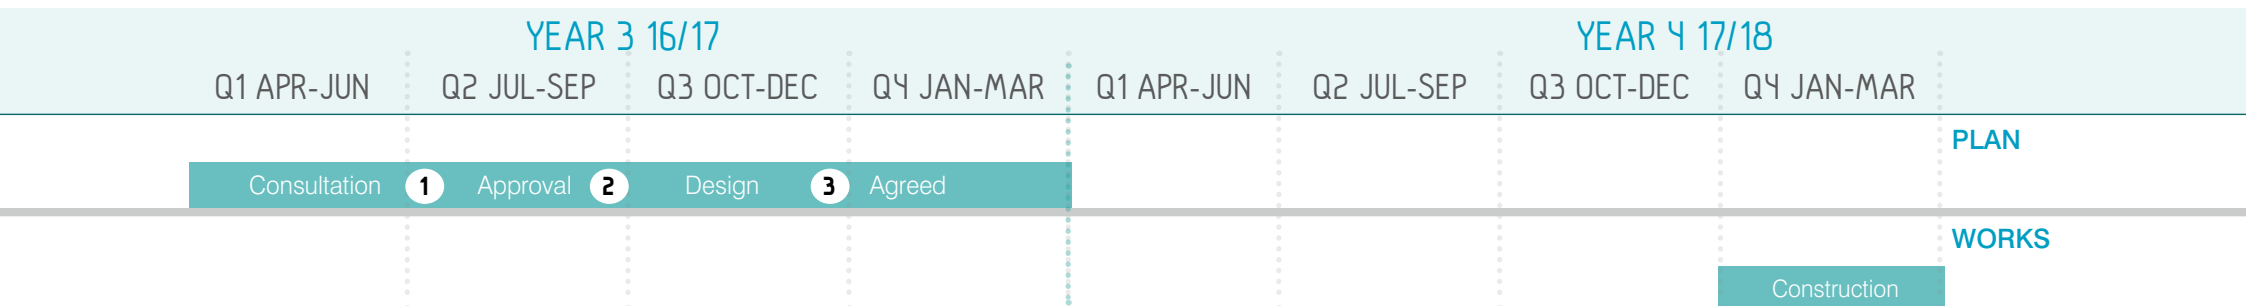 YEAR 3 16/17 YEAR 4 17/18
Q1 APR-JUN Q2 JUL-SEP Q3 OCT-DEC Q4 JAN-MAR Q1 APR-JUN Q2 JUL-SEP Q3 OCT-DEC Q4 JAN-MAR
PLAN
Consultation 1 Approval 2 Design 3 Agreed
WORKS
Construction